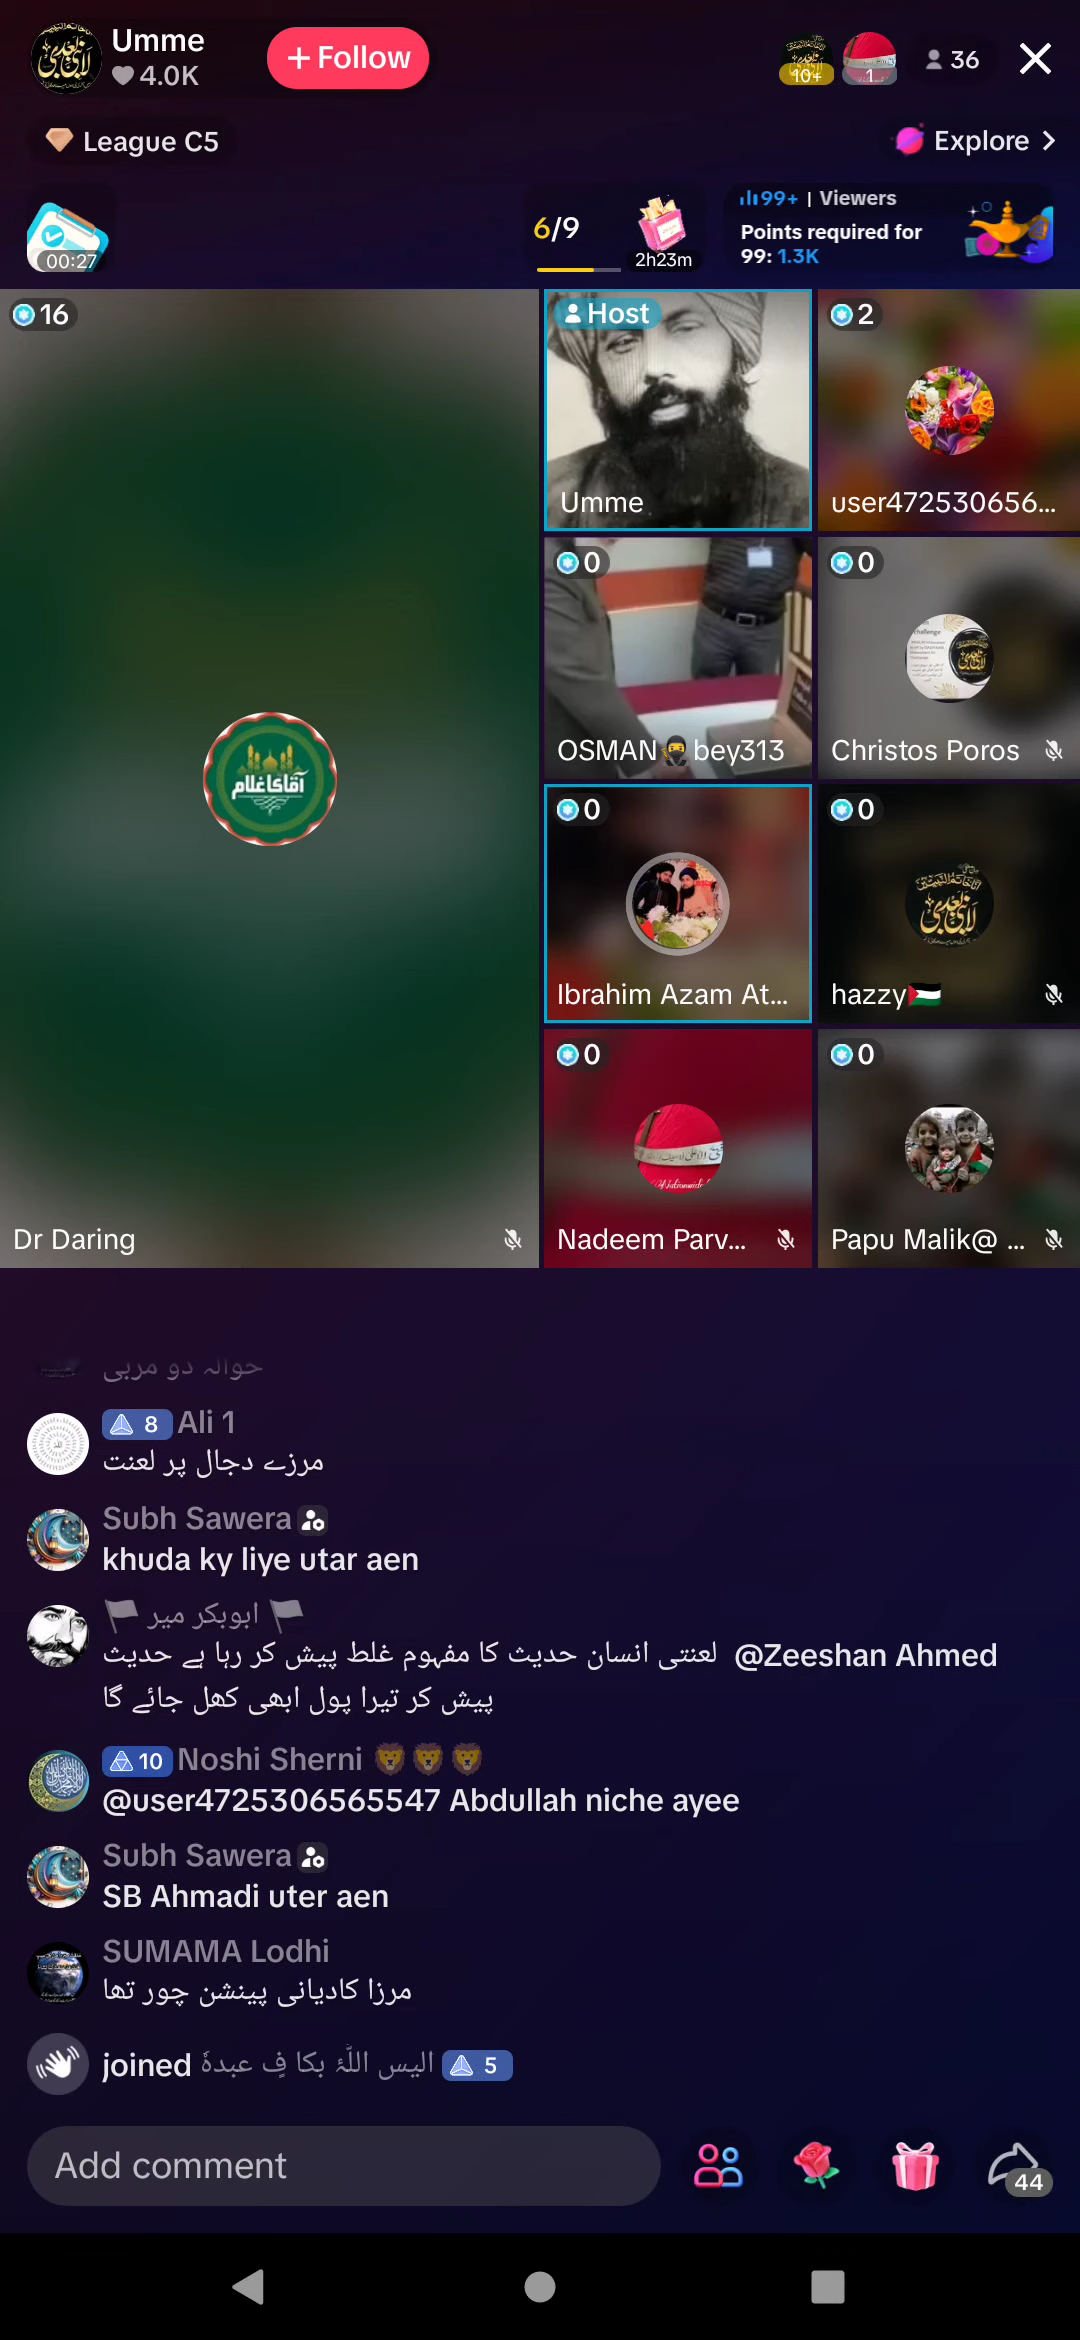 Umme
4.0K
+ Follow
10+
1
36
League C5
Explore
00:27
6/9
2h23m
99+ | Viewers
Points required for
99: 1.3K
16
Host
Umme
2
user472530656...
0
OSMAN bey313
0
Christos Poros
آقا کا غلام
0
Ibrahim Azam At...
0
لا نبی بعدی
hazzy
Dr Daring
0
Nadeem Parv...
0
Papu Malik@ ...
حوالہ دو مربی
8 Ali 1
مرزے دجال پر لعنت
Subh Sawera
khuda ky liye utar aen
ابوبکر میر
@Zeeshan Ahmed لعنتی انسان حدیث کا مفہوم غلط پیش کر رہا ہے حدیث
پیش کر تیرا پول ابھی کھل جائے گا
10 Noshi Sherni
@user4725306565547 Abdullah niche ayee
Subh Sawera
SB Ahmadi uter aen
SUMAMA Lodhi
مرزا کادیانی پینشن چور تھا
joined الیس اللّٰہُ بکا فٍ عبدہٗ 5
Add comment
44